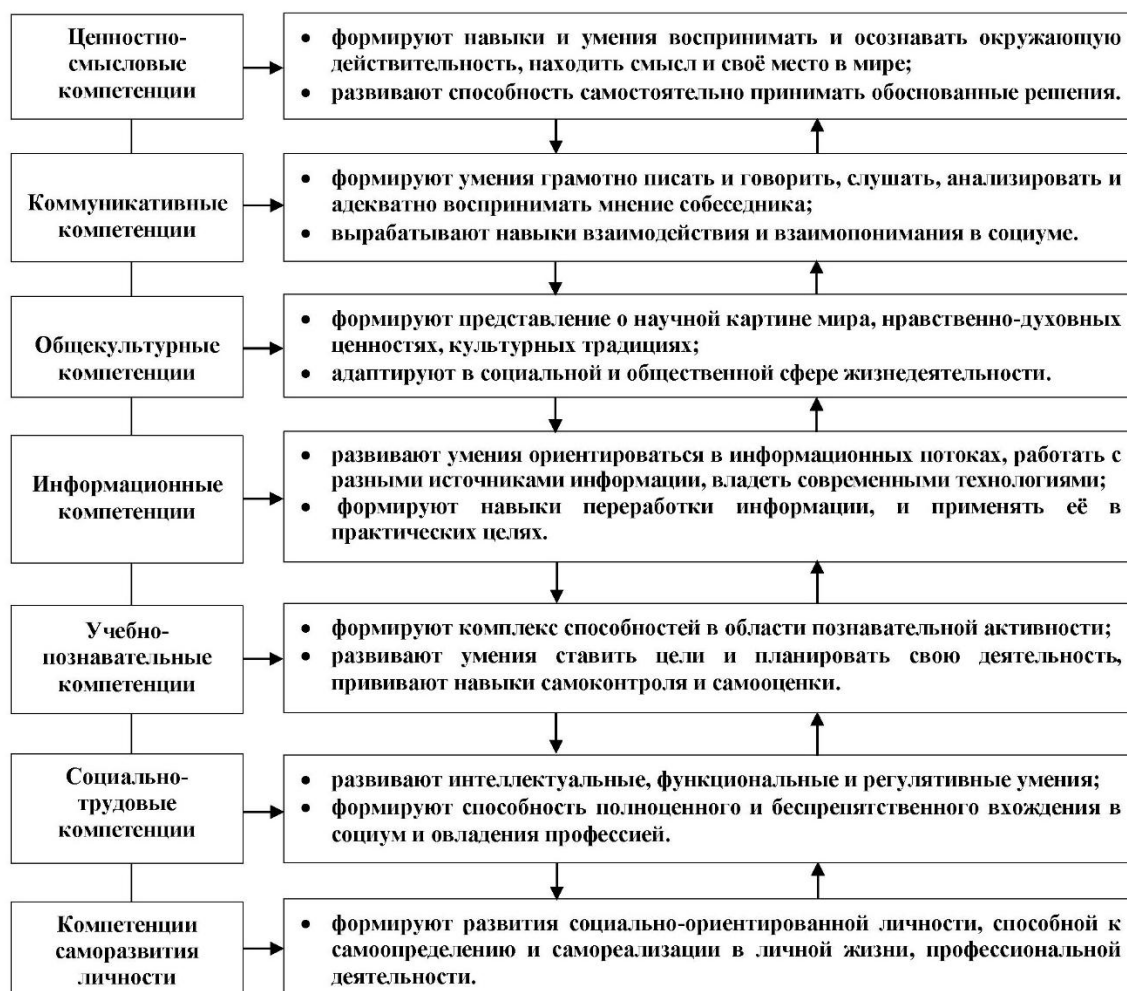 Ценностно-
смысловые
компетенции
• формируют навыки и умения воспринимать и осознавать окружающую
действительность, находить смысл и своё место в мире;
• развивают способность самостоятельно принимать обоснованные решения.
Коммуникативные
компетенции
• формируют умения грамотно писать и говорить, слушать, анализировать и
адекватно воспринимать мнение собеседника;
• вырабатывают навыки взаимодействия и взаимопонимания в социуме.
Общекультурные
компетенции
• формируют представление о научной картине мира, нравственно-духовных
ценностях, культурных традициях;
• адаптируют в социальной и общественной сфере жизнедеятельности.
Информационные
компетенции
• развивают умения ориентироваться в информационных потоках, работать с
разными источниками информации, владеть современными технологиями;
• формируют навыки переработки информации, и применять её в
практических целях.
Учебно-
познавательные
компетенции
• формируют комплекс способностей в области познавательной активности;
• развивают умения ставить цели и планировать свою деятельность,
прививают навыки самоконтроля и самооценки.
Социально-
трудовые
компетенции
• развивают интеллектуальные, функциональные и регулятивные умения;
• формируют способность полноценного и беспрепятственного вхождения в
социум и овладения профессией.
Компетенции
саморазвития
личности
• формируют развития социально-ориентированной личности, способной к
самоопределению и самореализации в личной жизни, профессиональной
деятельности.